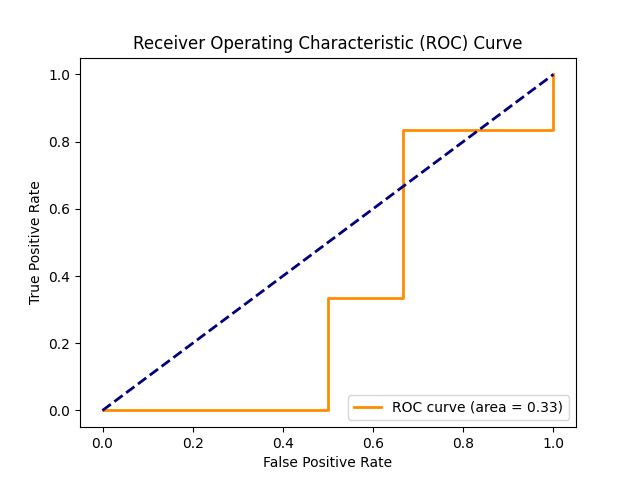 Receiver Operating Characteristic (ROC) Curve
1.0
0.8
0.6
0.4
0.2
0.0
True Positive Rate
0.0 0.2 0.4 0.6 0.8 1.0
False Positive Rate
ROC curve (area = 0.33)